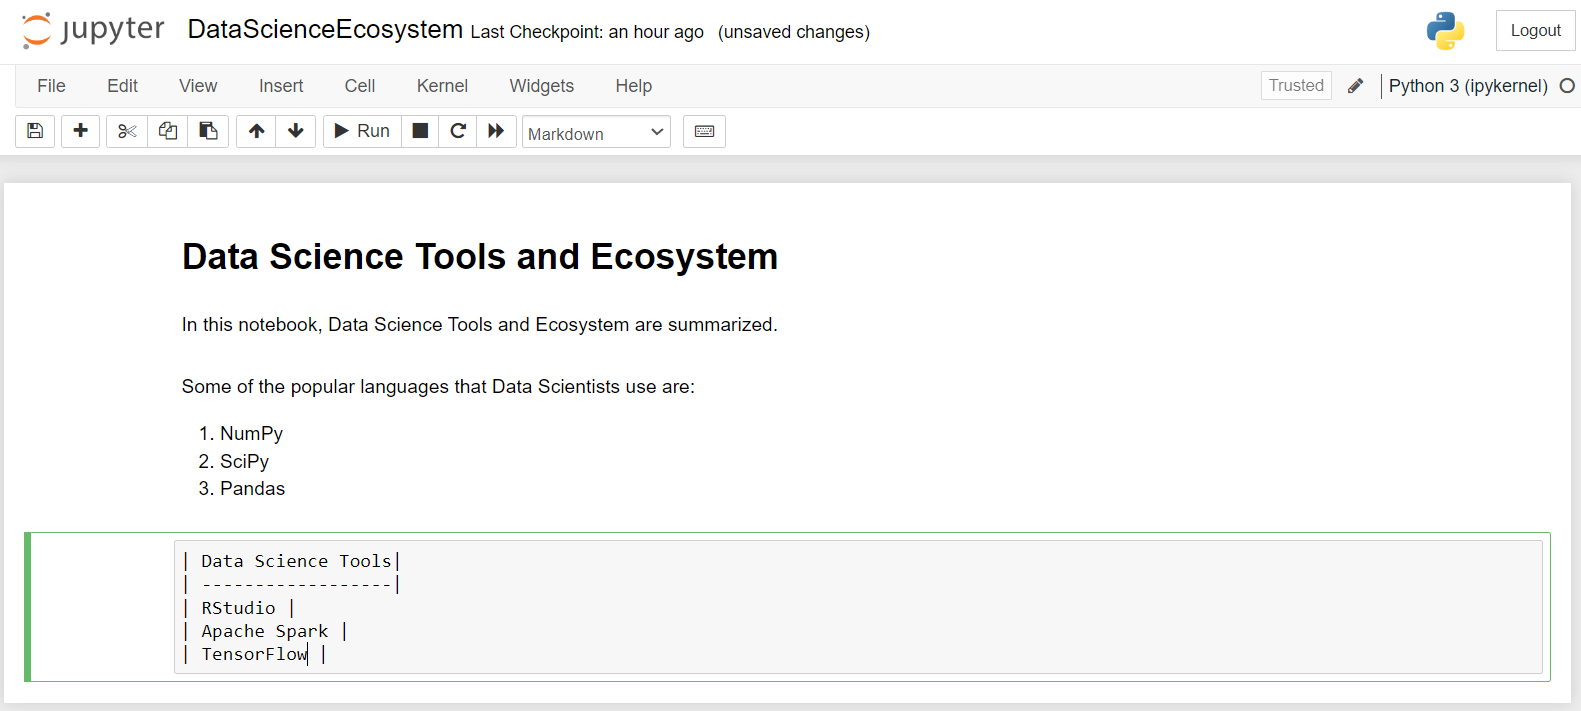 jupyter DataScienceEcosystem Last Checkpoint: an hour ago (unsaved changes) Logout
File Edit View Insert Cell Kernel Widgets Help Trusted Python 3 (ipykernel)
Run Markdown
Data Science Tools and Ecosystem
In this notebook, Data Science Tools and Ecosystem are summarized.
Some of the popular languages that Data Scientists use are:
1. NumPy
2. SciPy
3. Pandas
| Data Science Tools|
| ------------------|
| RStudio |
| Apache Spark |
| TensorFlow |